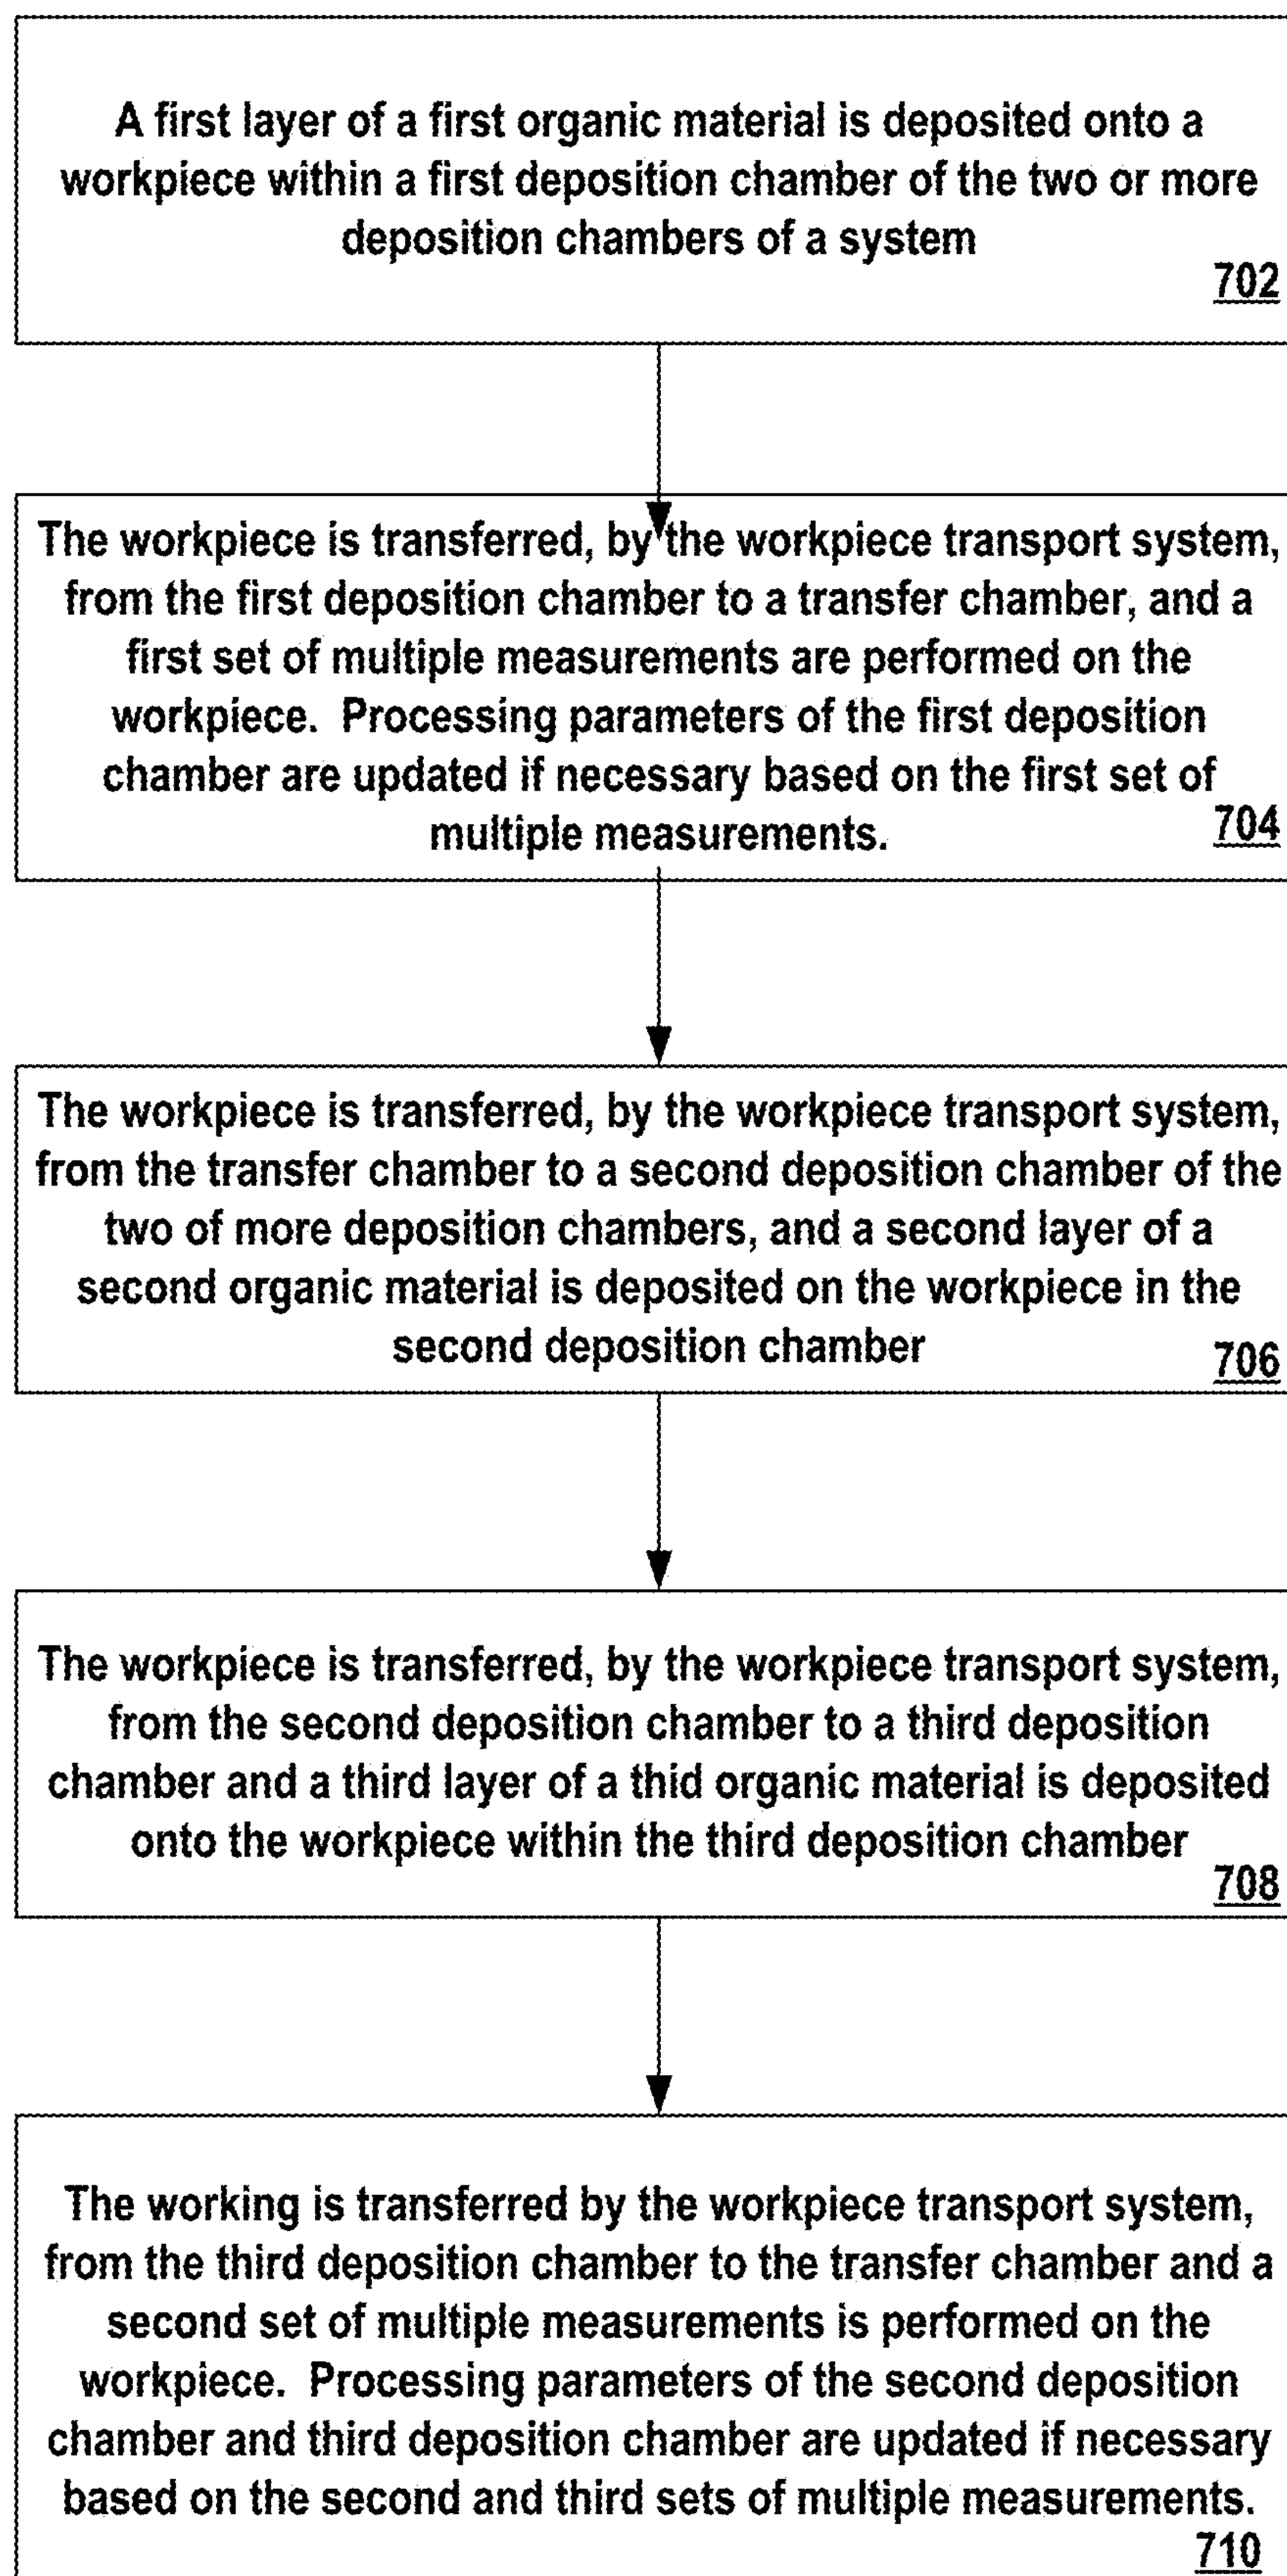 A first layer of a first organic material is deposited onto a
workpiece within a first deposition chamber of the two or more
deposition chambers of a system
702
The workpiece is transferred, by the workpiece transport system,
from the first deposition chamber to a transfer chamber, and a
first set of multiple measurements are performed on the
workpiece. Processing parameters of the first deposition
chamber are updated if necessary based on the first set of
multiple measurements.
704
The workpiece is transferred, by the workpiece transport system,
from the transfer chamber to a second deposition chamber of the
two of more deposition chambers, and a second layer of a
second organic material is deposited on the workpiece in the
second deposition chamber
706
The workpiece is transferred, by the workpiece transport system,
from the second deposition chamber to a third deposition
chamber and a third layer of a thid organic material is deposited
onto the workpiece within the third deposition chamber
708
The working is transferred by the workpiece transport system,
from the third deposition chamber to the transfer chamber and a
second set of multiple measurements is performed on the
workpiece. Processing parameters of the second deposition
chamber and third deposition chamber are updated if necessary
based on the second and third sets of multiple measurements.
710